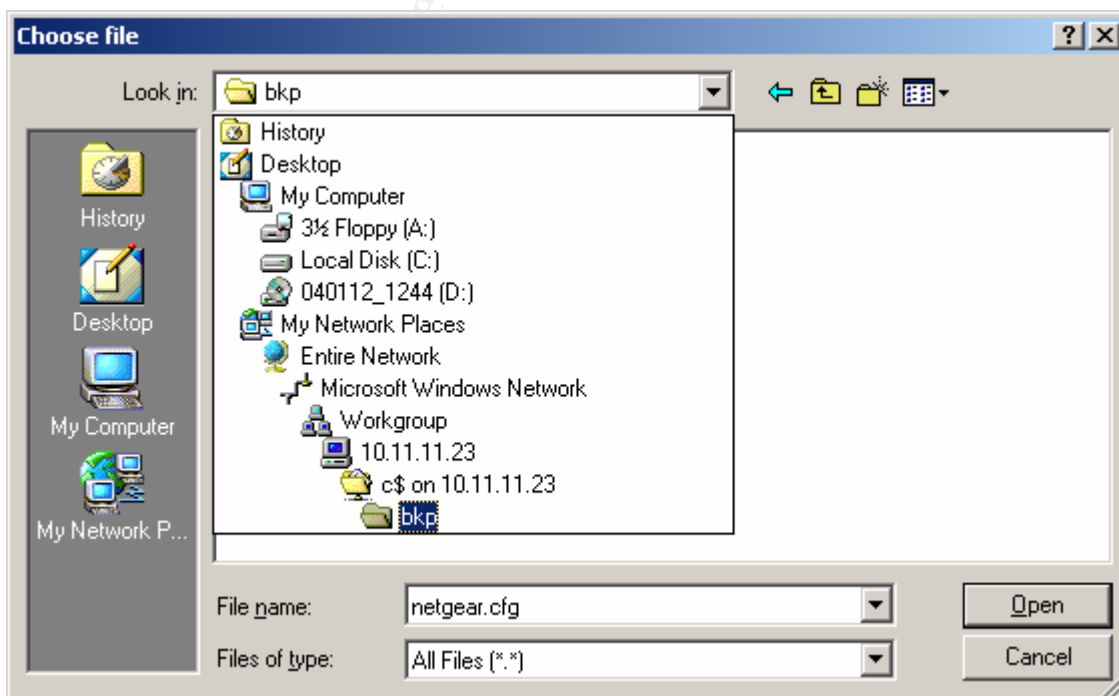 Choose file
Look in:
bkp
History
Desktop
My Computer
3½ Floppy (A:)
Local Disk (C:)
040112_1244 (D:)
My Network Places
Entire Network
Microsoft Windows Network
Workgroup
10.11.11.23
c$ on 10.11.11.23
bkp
History
Desktop
My Computer
My Network P...
File name:
netgear.cfg
Open
Files of type:
All Files (*.*)
Cancel